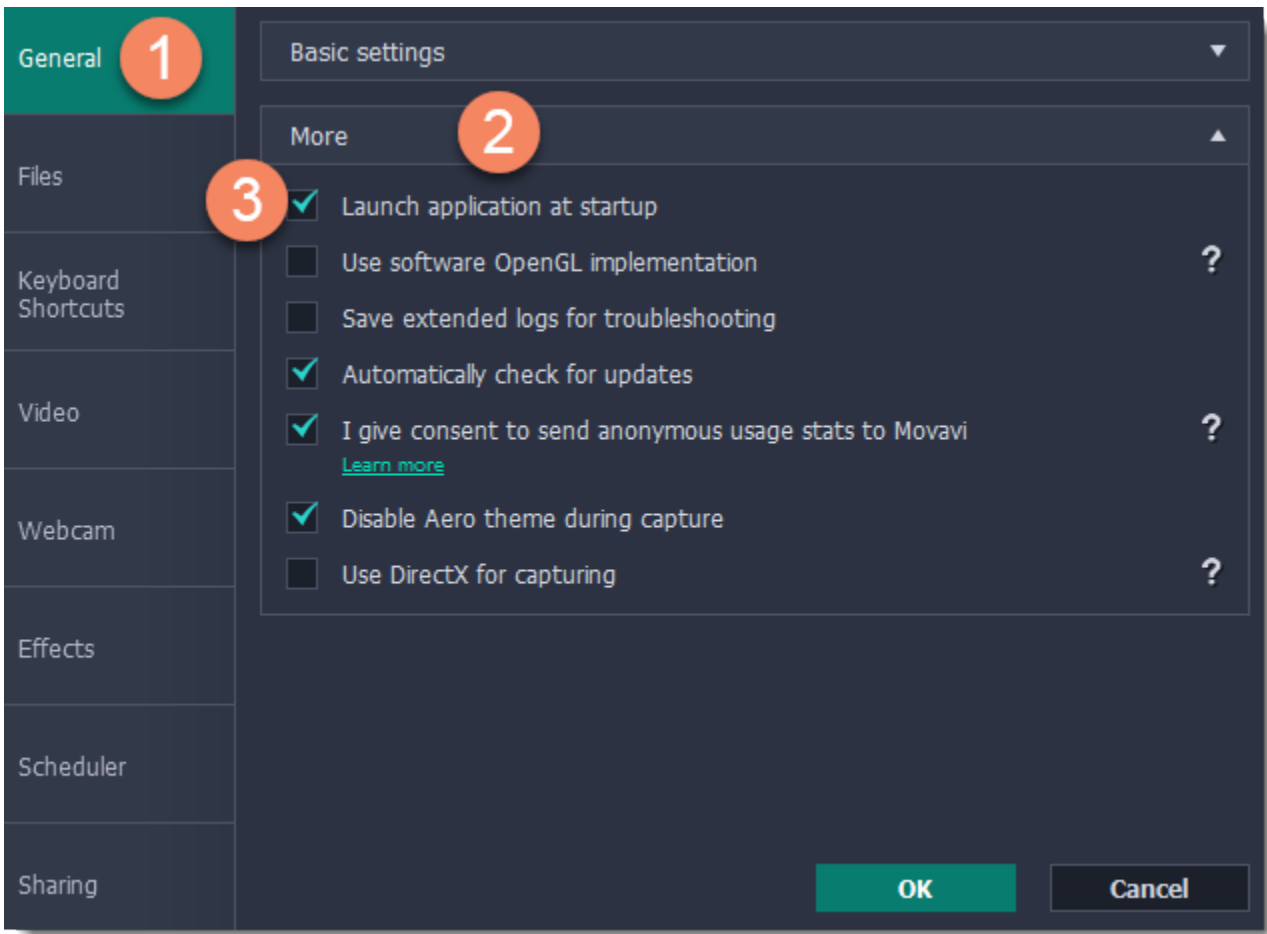 General
1
Basic settings
More
2
Files
3
Launch application at startup
Use software OpenGL implementation
?
Keyboard
Shortcuts
Save extended logs for troubleshooting
Automatically check for updates
Video
I give consent to send anonymous usage stats to Movavi
?
Learn more
Webcam
Disable Aero theme during capture
Use DirectX for capturing
?
Effects
Scheduler
Sharing
OK
Cancel